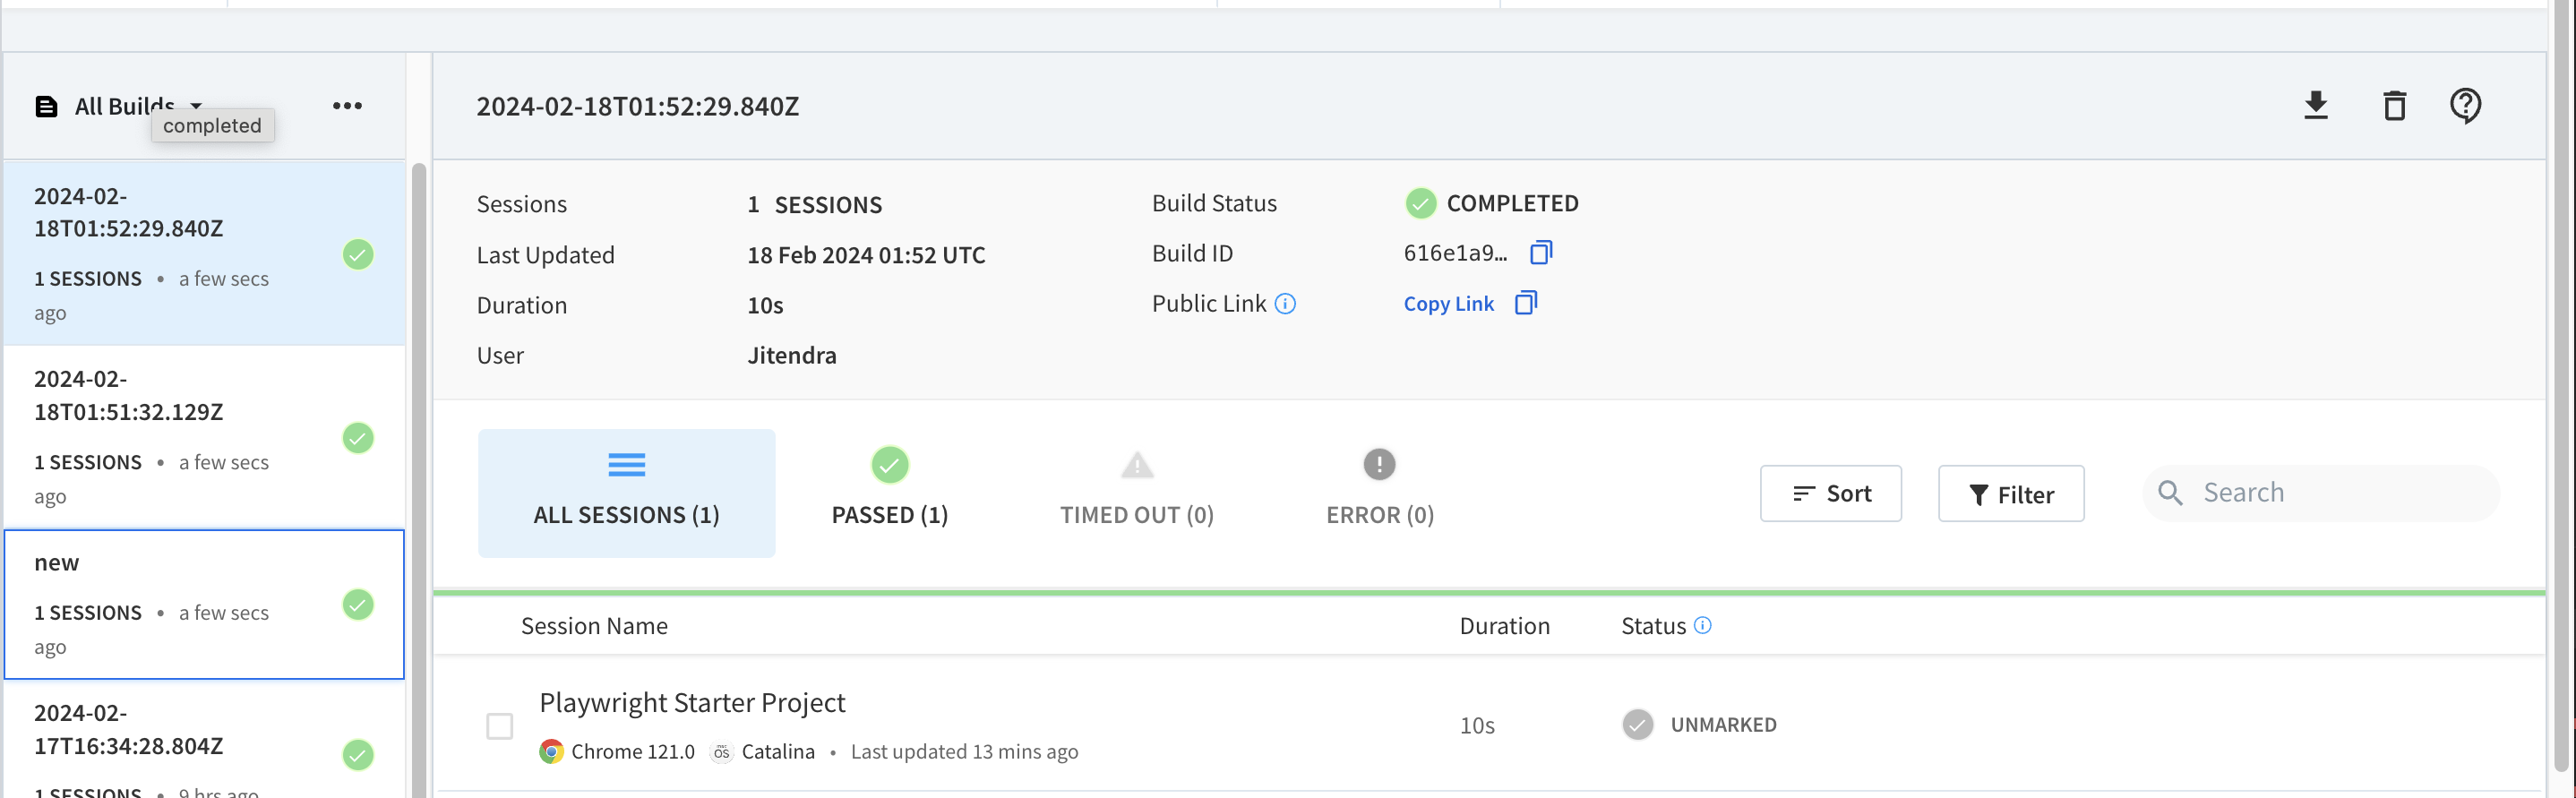 All Builds
completed
2024-02-18T01:52:29.840Z
2024-02-
18T01:52:29.840Z
1 SESSIONS • a few secs
ago
2024-02-
18T01:51:32.129Z
1 SESSIONS • a few secs
ago
new
1 SESSIONS • a few secs
ago
2024-02-
17T16:34:28.804Z
1 SESSIONS • 9 hrs ago
Sessions 1 SESSIONS
Last Updated 18 Feb 2024 01:52 UTC
Duration 10s
User Jitendra
Build Status COMPLETED
Build ID 616e1a9...
Public Link Copy Link
ALL SESSIONS (1)
PASSED (1)
TIMED OUT (0)
ERROR (0)
Sort
Filter
Search
Session Name Duration Status
Playwright Starter Project
Chrome 121.0 mac OS Catalina • Last updated 13 mins ago
10s
UNMARKED